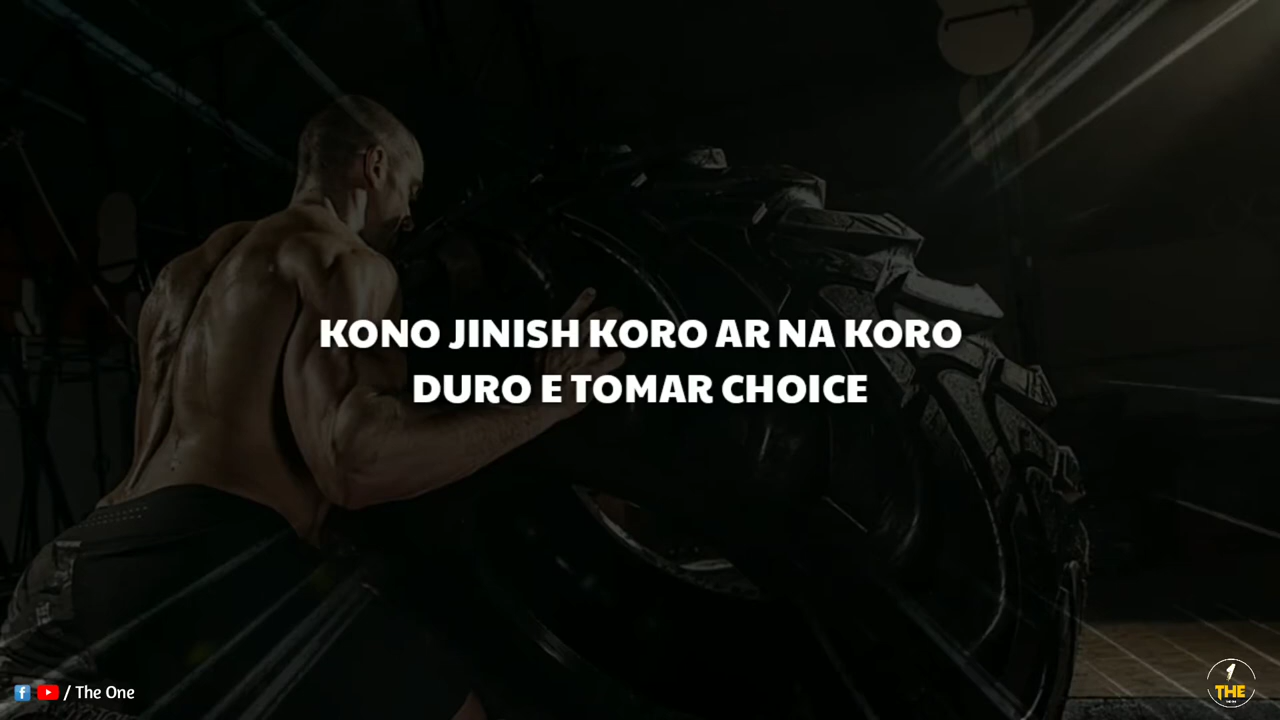 KONO JINISH KORO AR NA KORO
DURO E TOMAR CHOICE
/ The One
THE